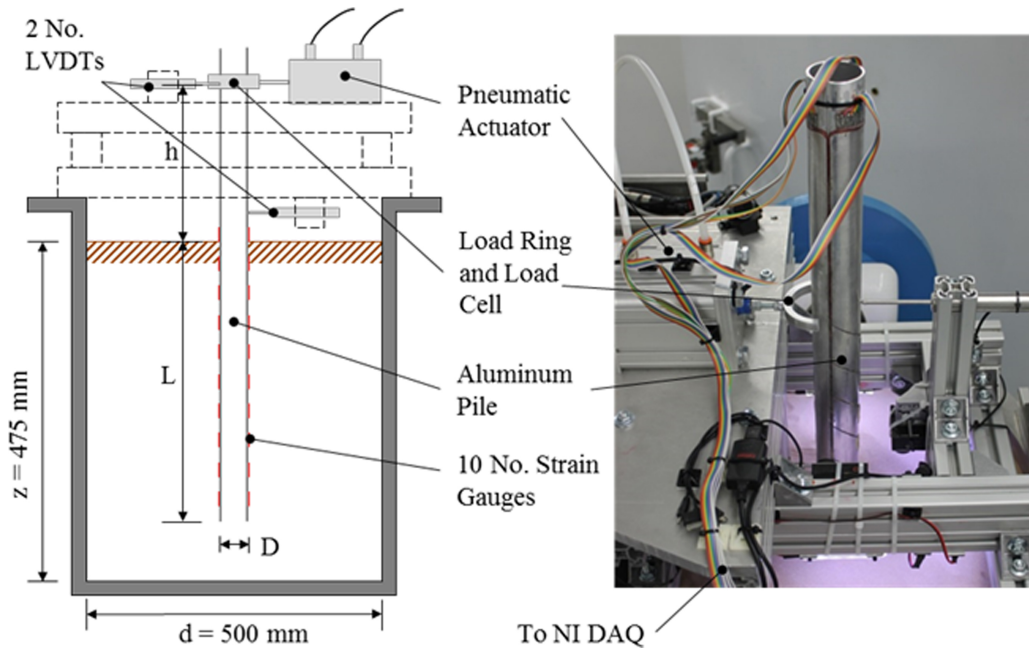 2 No.
LVDTs
Pneumatic
Actuator
h
Load Ring
and Load
Cell
L
Aluminum
Pile
z = 475 mm
10 No. Strain
Gauges
D
d = 500 mm
To NI DAQ